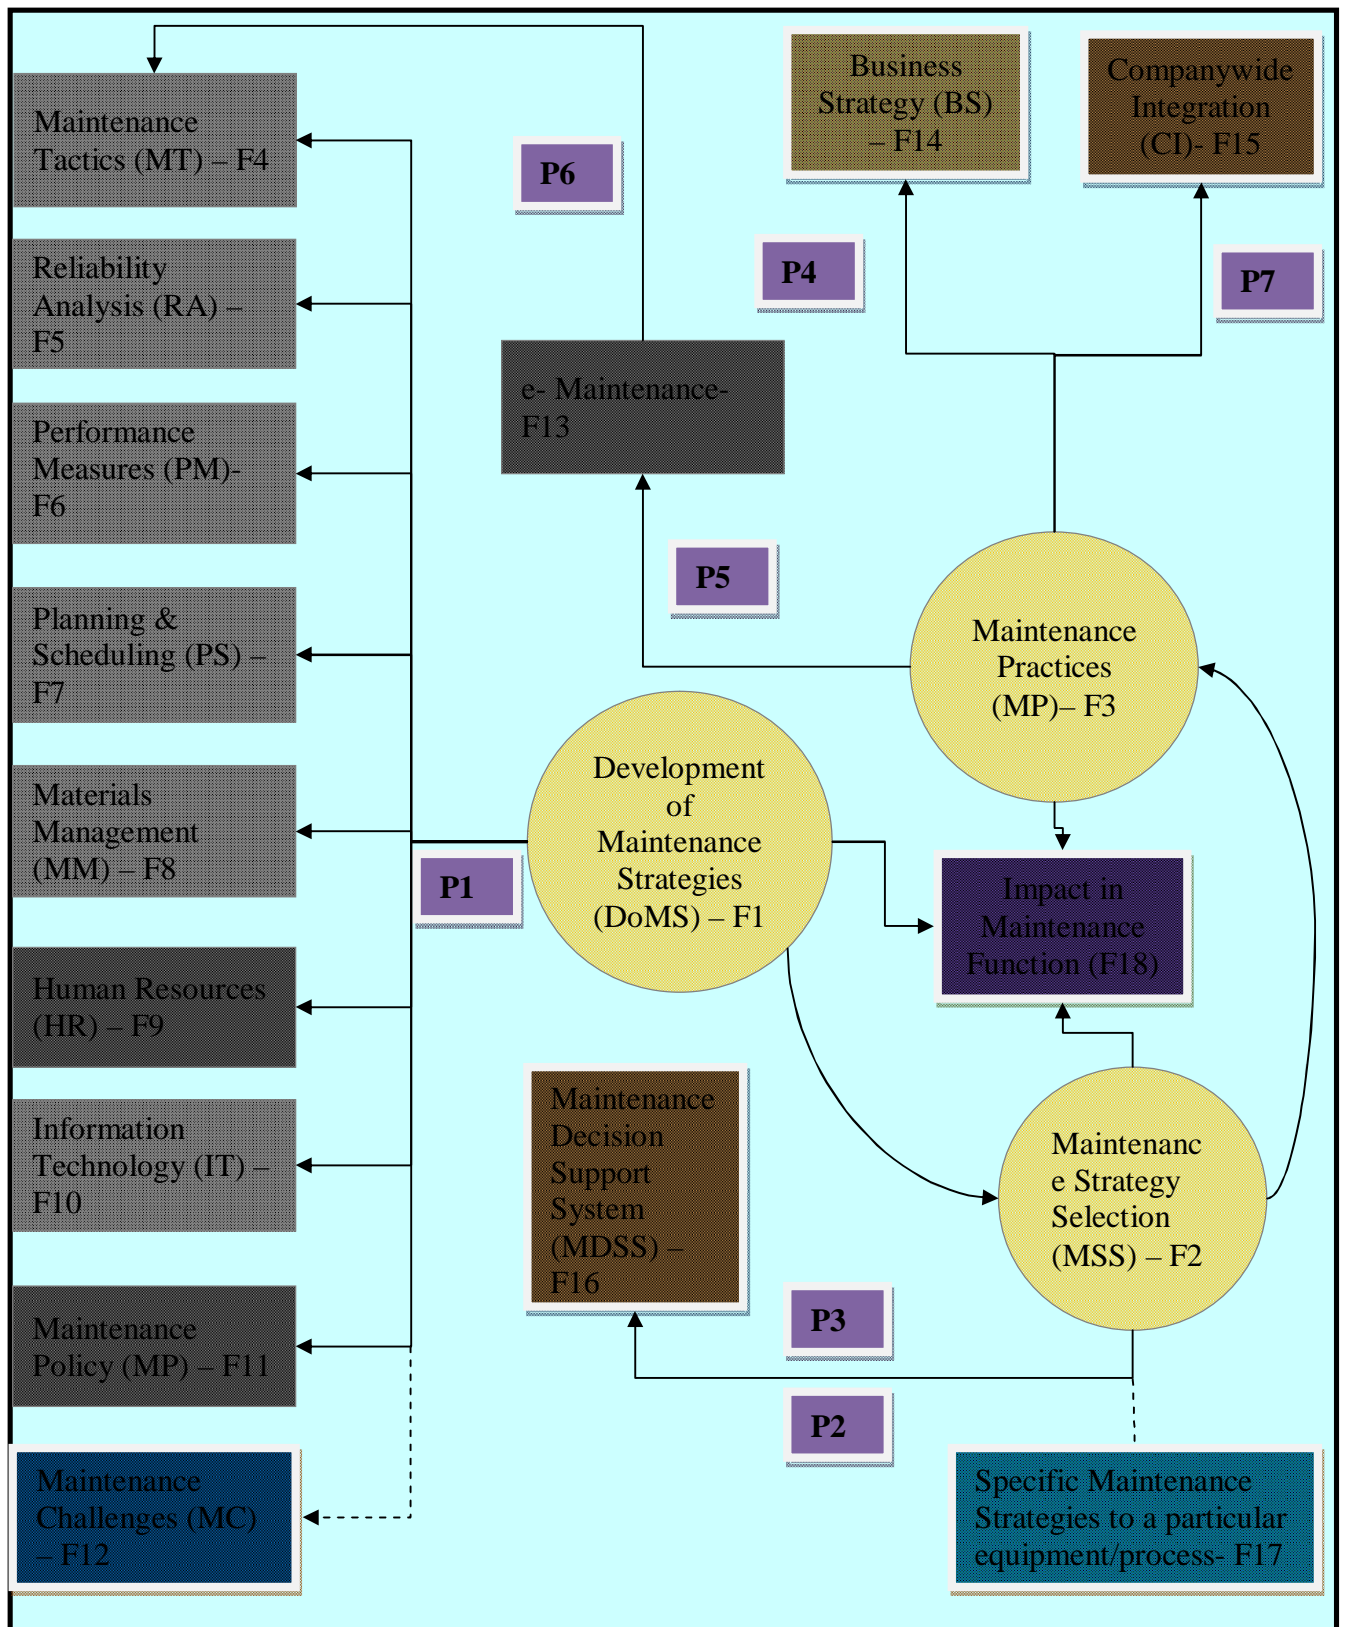 Maintenance
Tactics (MT) – F4
Reliability
Analysis (RA) –
F5
Performance
Measures (PM)-
F6
Planning &
Scheduling (PS) –
F7
Materials
Management
(MM) – F8
Human Resources
(HR) – F9
Information
Technology (IT) –
F10
Maintenance
Policy (MP) – F11
Maintenance
Challenges (MC)
– F12
P6
Business
Strategy (BS)
– F14
Companywide
Integration
(CI)- F15
P4
P7
e- Maintenance-
F13
P5
Maintenance
Practices
(MP)– F3
Development
of
Maintenance
Strategies
(DoMS) – F1
P1
Impact in
Maintenance
Function (F18)
Maintenance
Decision
Support
System
(MDSS) –
F16
Maintenanc
e Strategy
Selection
(MSS) – F2
P3
P2
Specific Maintenance
Strategies to a particular
equipment/process- F17